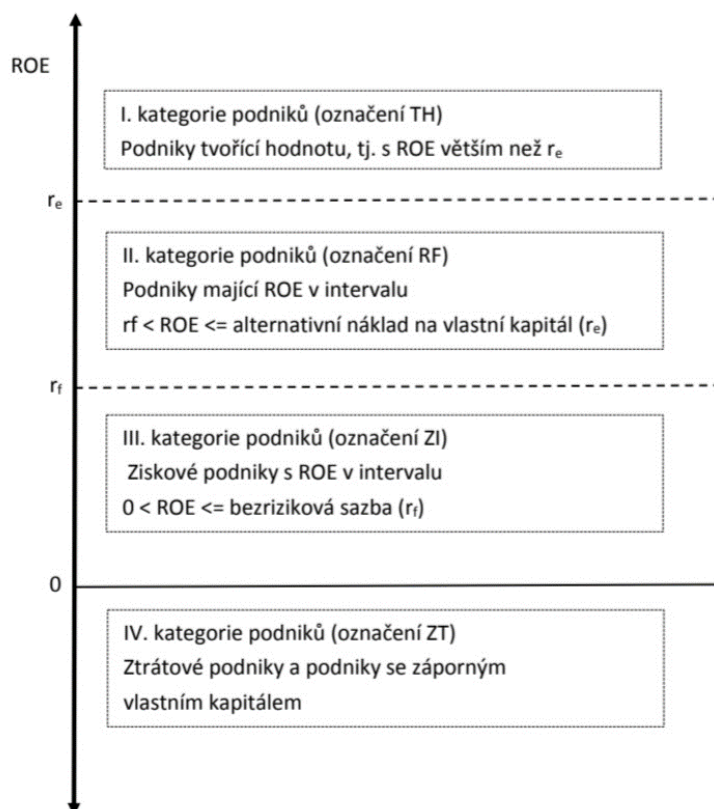 ROE
I. kategorie podniků (označení TH)
Podniky tvořící hodnotu, tj. s ROE větším než rₑ
rₑ
II. kategorie podniků (označení RF)
Podniky mající ROE v intervalu
rf < ROE <= alternativní náklad na vlastní kapitál (rₑ)
r_f
III. kategorie podniků (označení ZI)
Ziskové podniky s ROE v intervalu
0 < ROE <= bezriziková sazba (r_f)
0
IV. kategorie podniků (označení ZT)
Ztrátové podniky a podniky se záporným
vlastním kapitálem